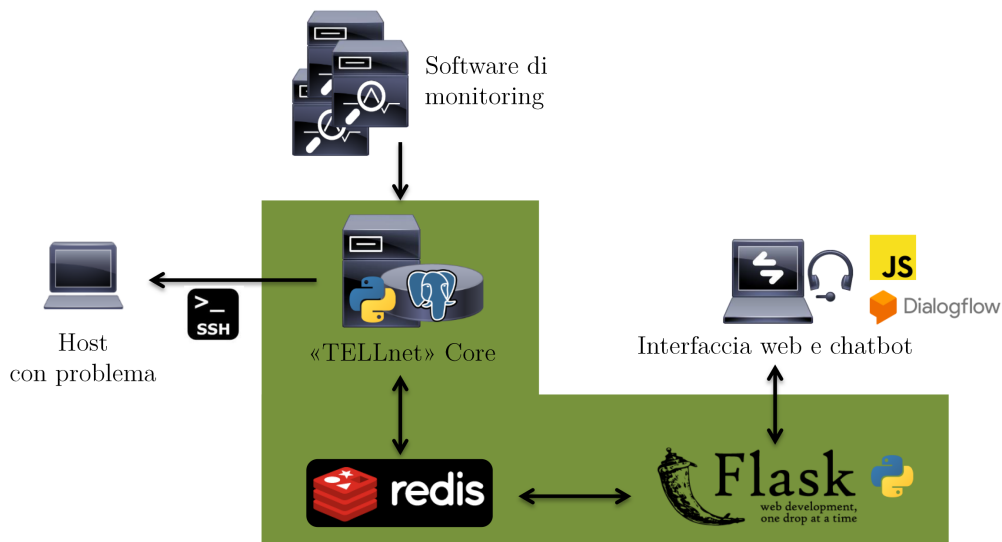 Software di
monitoring
>_
SSH
JS
Dialogflow
Host
con problema
«TELLnet» Core
Interfaccia web e chatbot
redis
Flask
web development,
one drop at a time